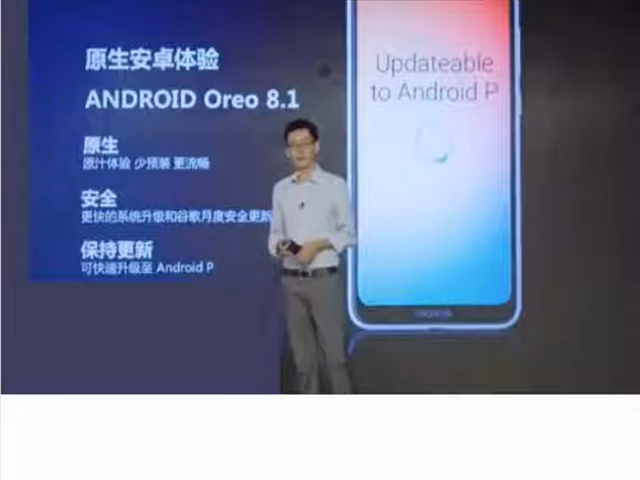 原生安卓体验
ANDROID Oreo 8.1
原生
原汁体验 少预装 更流畅
安全
更快的系统升级和谷歌月度安全更新
保持更新
可快速升级至 Android P
Updateable
to Android P
NOKIA